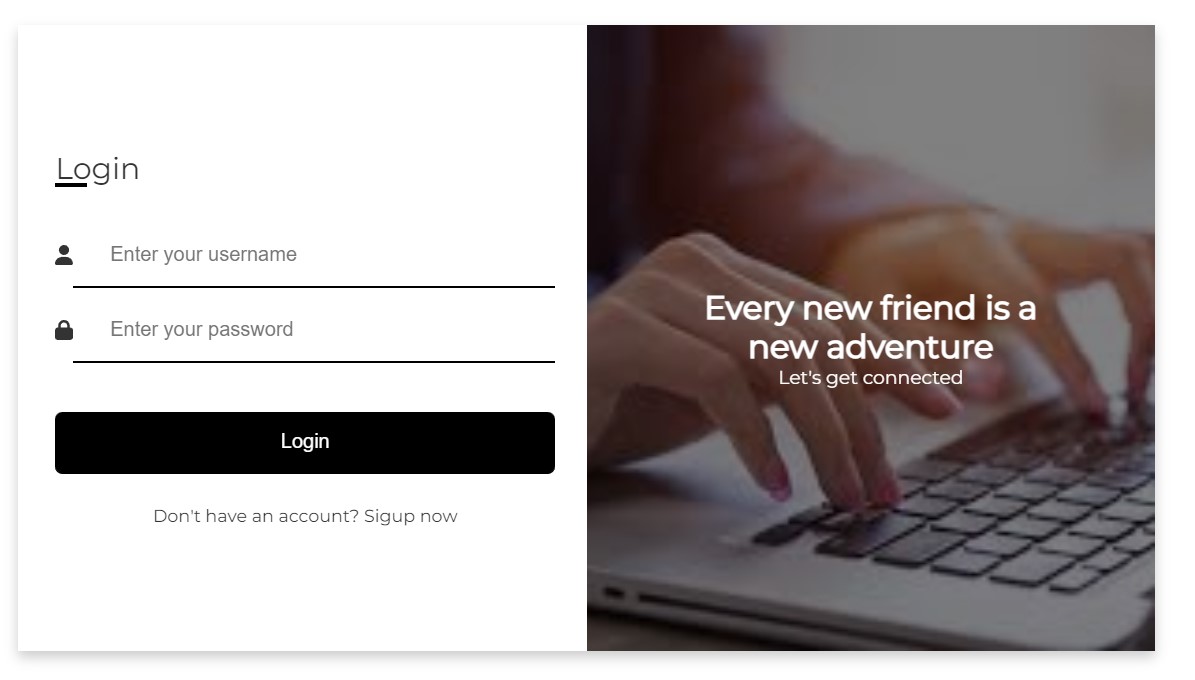 Login
Enter your username
Enter your password
Login
Don't have an account? Sigup now
Every new friend is a
new adventure
Let's get connected